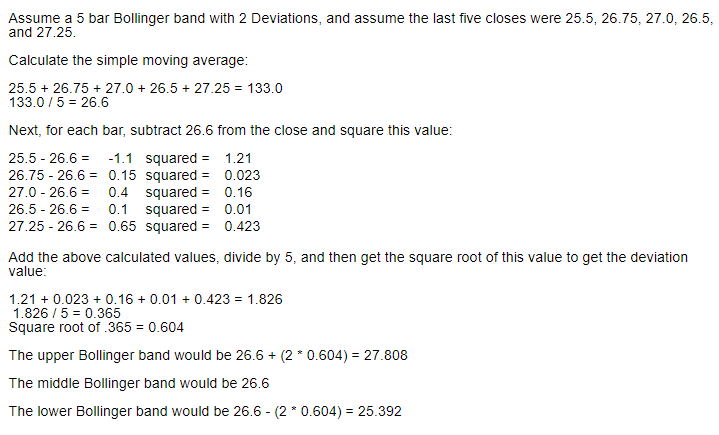 Assume a 5 bar Bollinger band with 2 Deviations, and assume the last five closes were 25.5, 26.75, 27.0, 26.5,
and 27.25.
Calculate the simple moving average:
25.5 + 26.75 + 27.0 + 26.5 + 27.25 = 133.0
133.0 / 5 = 26.6
Next, for each bar, subtract 26.6 from the close and square this value:
25.5 - 26.6 = -1.1 squared = 1.21
26.75 - 26.6 = 0.15 squared = 0.023
27.0 - 26.6 = 0.4 squared = 0.16
26.5 - 26.6 = 0.1 squared = 0.01
27.25 - 26.6 = 0.65 squared = 0.423
Add the above calculated values, divide by 5, and then get the square root of this value to get the deviation
value:
1.21 + 0.023 + 0.16 + 0.01 + 0.423 = 1.826
1.826 / 5 = 0.365
Square root of .365 = 0.604
The upper Bollinger band would be 26.6 + (2 * 0.604) = 27.808
The middle Bollinger band would be 26.6
The lower Bollinger band would be 26.6 - (2 * 0.604) = 25.392